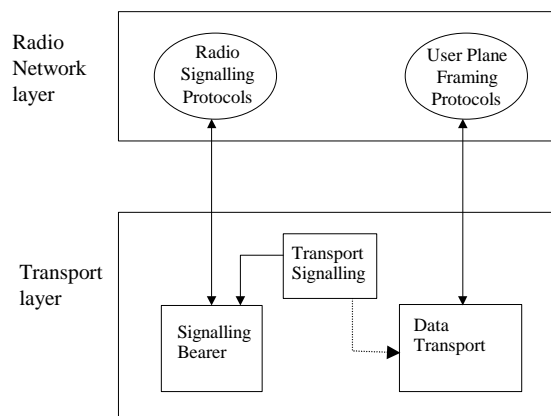 Radio
Network
layer
Radio
Signalling
Protocols
User Plane
Framing
Protocols
Transport
layer
Transport
Signalling
Signalling
Bearer
Data
Transport